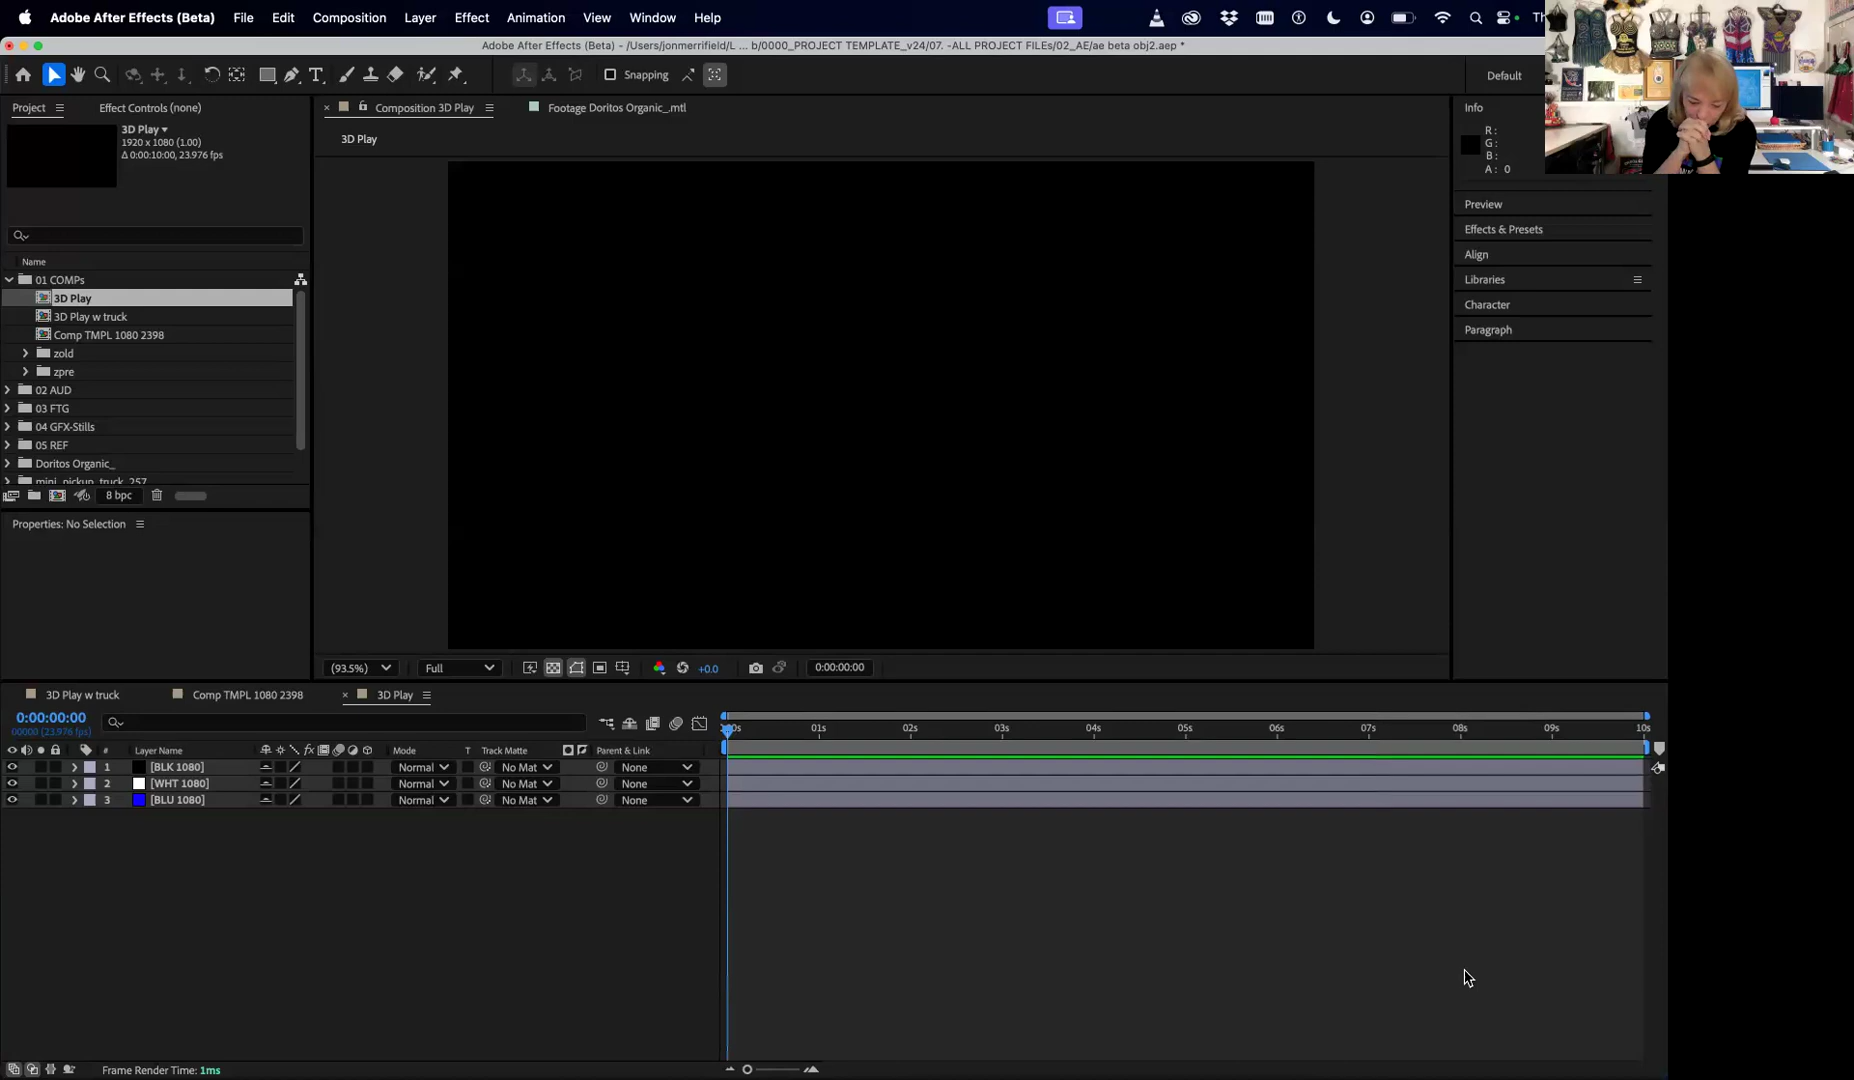 Adobe After Effects (Beta) File Edit Composition Layer Effect Animation View Window Help
Adobe After Effects (Beta) - /Users/jonmerrifield/L ... b/0000_PROJECT TEMPLATE_v24/07. -ALL PROJECT FILEs/02_AE/ae beta obj2.aep *
Snapping
Default
Project
Effect Controls (none)
Composition 3D Play
Footage Doritos Organic_.mtl
Info
3D Play
1920 x 1080 (1.00)
Δ 0:00:10:00, 23.976 fps
3D Play
R :
G :
B :
A : 0
Preview
Effects & Presets
Align
Libraries
Character
Paragraph
Name
01 COMPs
3D Play
3D Play w truck
Comp TMPL 1080 2398
zold
zpre
02 AUD
03 FTG
04 GFX-Stills
05 REF
Doritos Organic_
mini_pickup_truck_257
8 bpc
Properties: No Selection
(93.5%)
Full
+0.0
0:00:00:00
3D Play w truck
Comp TMPL 1080 2398
3D Play
0:00:00:00
00000 (23.976 fps)
01s 02s 03s 04s 05s 06s 07s 08s 09s 10s
# Layer Name Mode T Track Matte Parent & Link
1 [BLK 1080] Normal No Mat None
2 [WHT 1080] Normal No Mat None
3 [BLU 1080] Normal No Mat None
Frame Render Time: 1ms